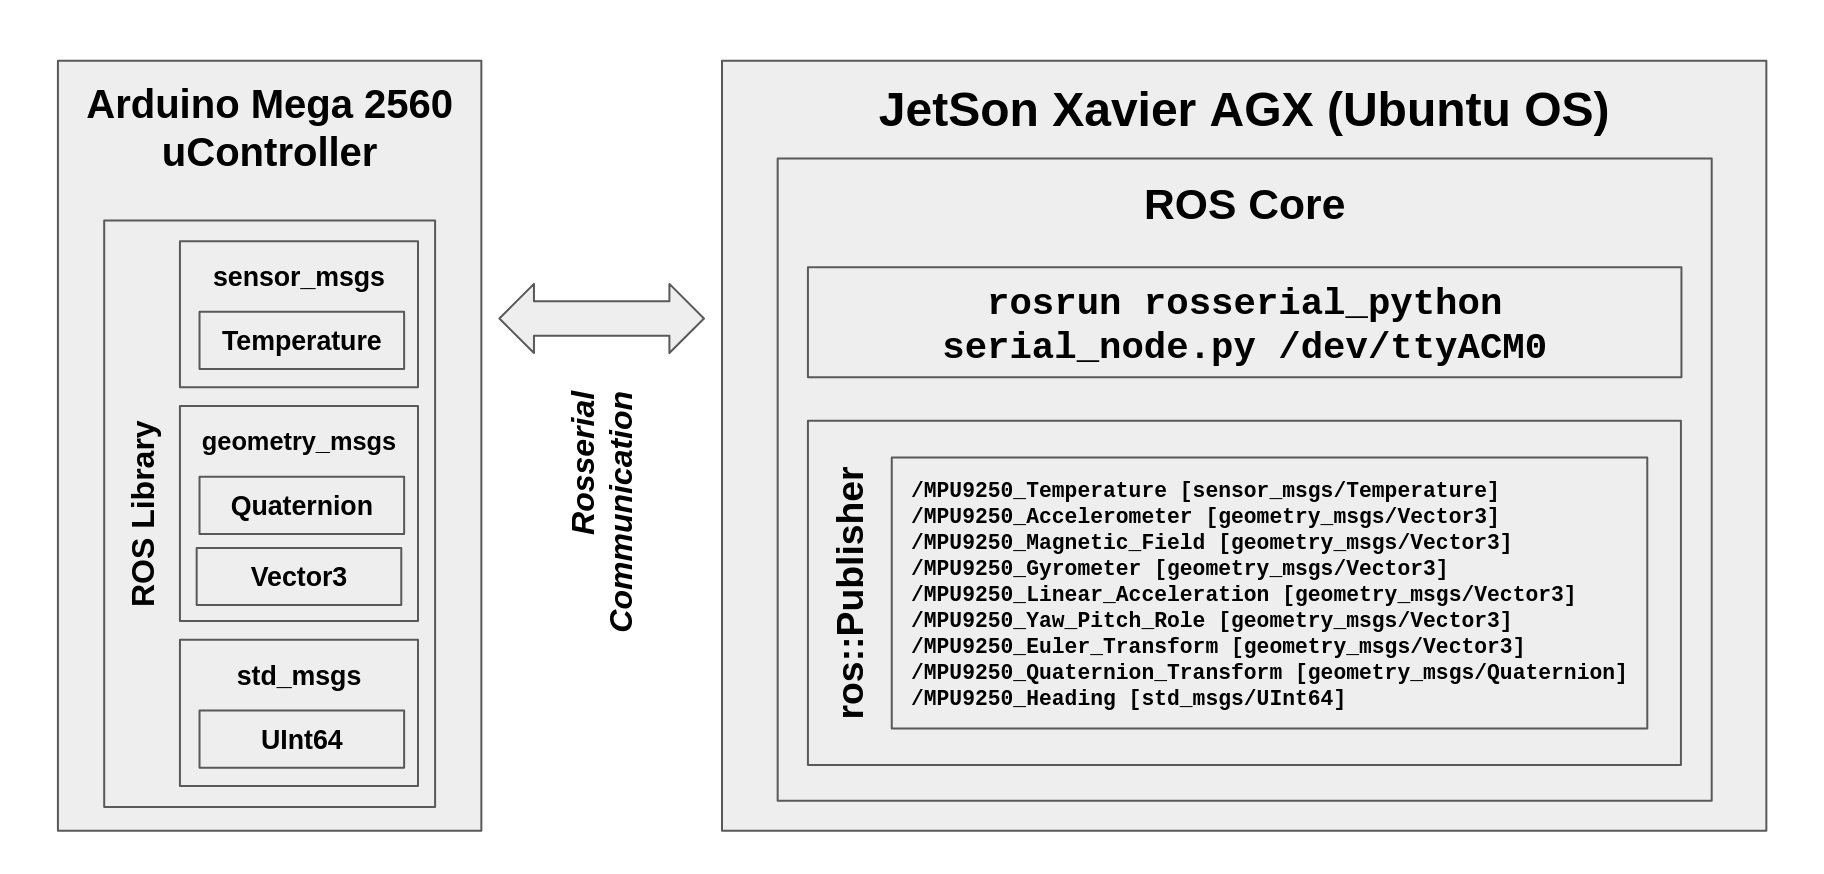 Arduino Mega 2560
uController
ROS Library
sensor_msgs
Temperature
geometry_msgs
Quaternion
Vector3
std_msgs
UInt64
Rosserial
Communication
JetSon Xavier AGX (Ubuntu OS)
ROS Core
rosrun rosserial_python
serial_node.py /dev/ttyACM0
ros::Publisher
/MPU9250_Temperature [sensor_msgs/Temperature]
/MPU9250_Accelerometer [geometry_msgs/Vector3]
/MPU9250_Magnetic_Field [geometry_msgs/Vector3]
/MPU9250_Gyrometer [geometry_msgs/Vector3]
/MPU9250_Linear_Acceleration [geometry_msgs/Vector3]
/MPU9250_Yaw_Pitch_Role [geometry_msgs/Vector3]
/MPU9250_Euler_Transform [geometry_msgs/Vector3]
/MPU9250_Quaternion_Transform [geometry_msgs/Quaternion]
/MPU9250_Heading [std_msgs/UInt64]